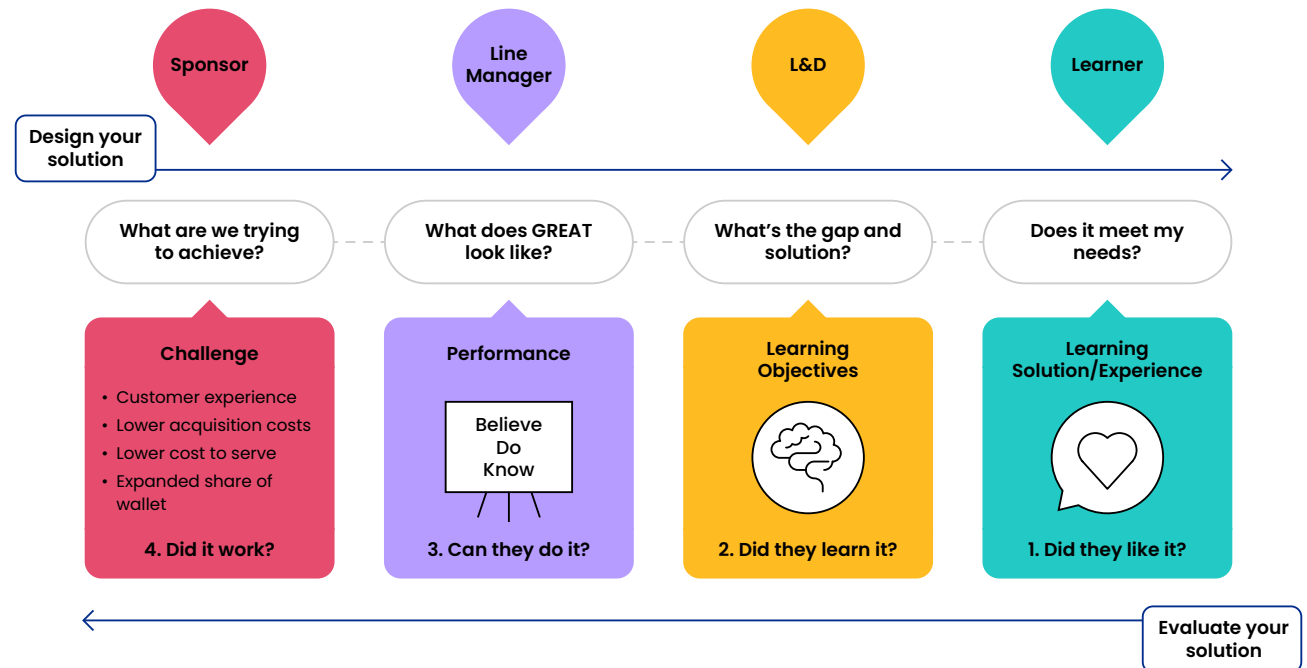 Sponsor
Line
Manager
L&D
Learner
Design your
solution
What are we trying
to achieve?
What does GREAT
look like?
What's the gap and
solution?
Does it meet my
needs?
Challenge
• Customer experience
• Lower acquisition costs
• Lower cost to serve
• Expanded share of
wallet
4. Did it work?
Performance
Believe
Do
Know
3. Can they do it?
Learning
Objectives
2. Did they learn it?
Learning
Solution/Experience
1. Did they like it?
Evaluate your
solution